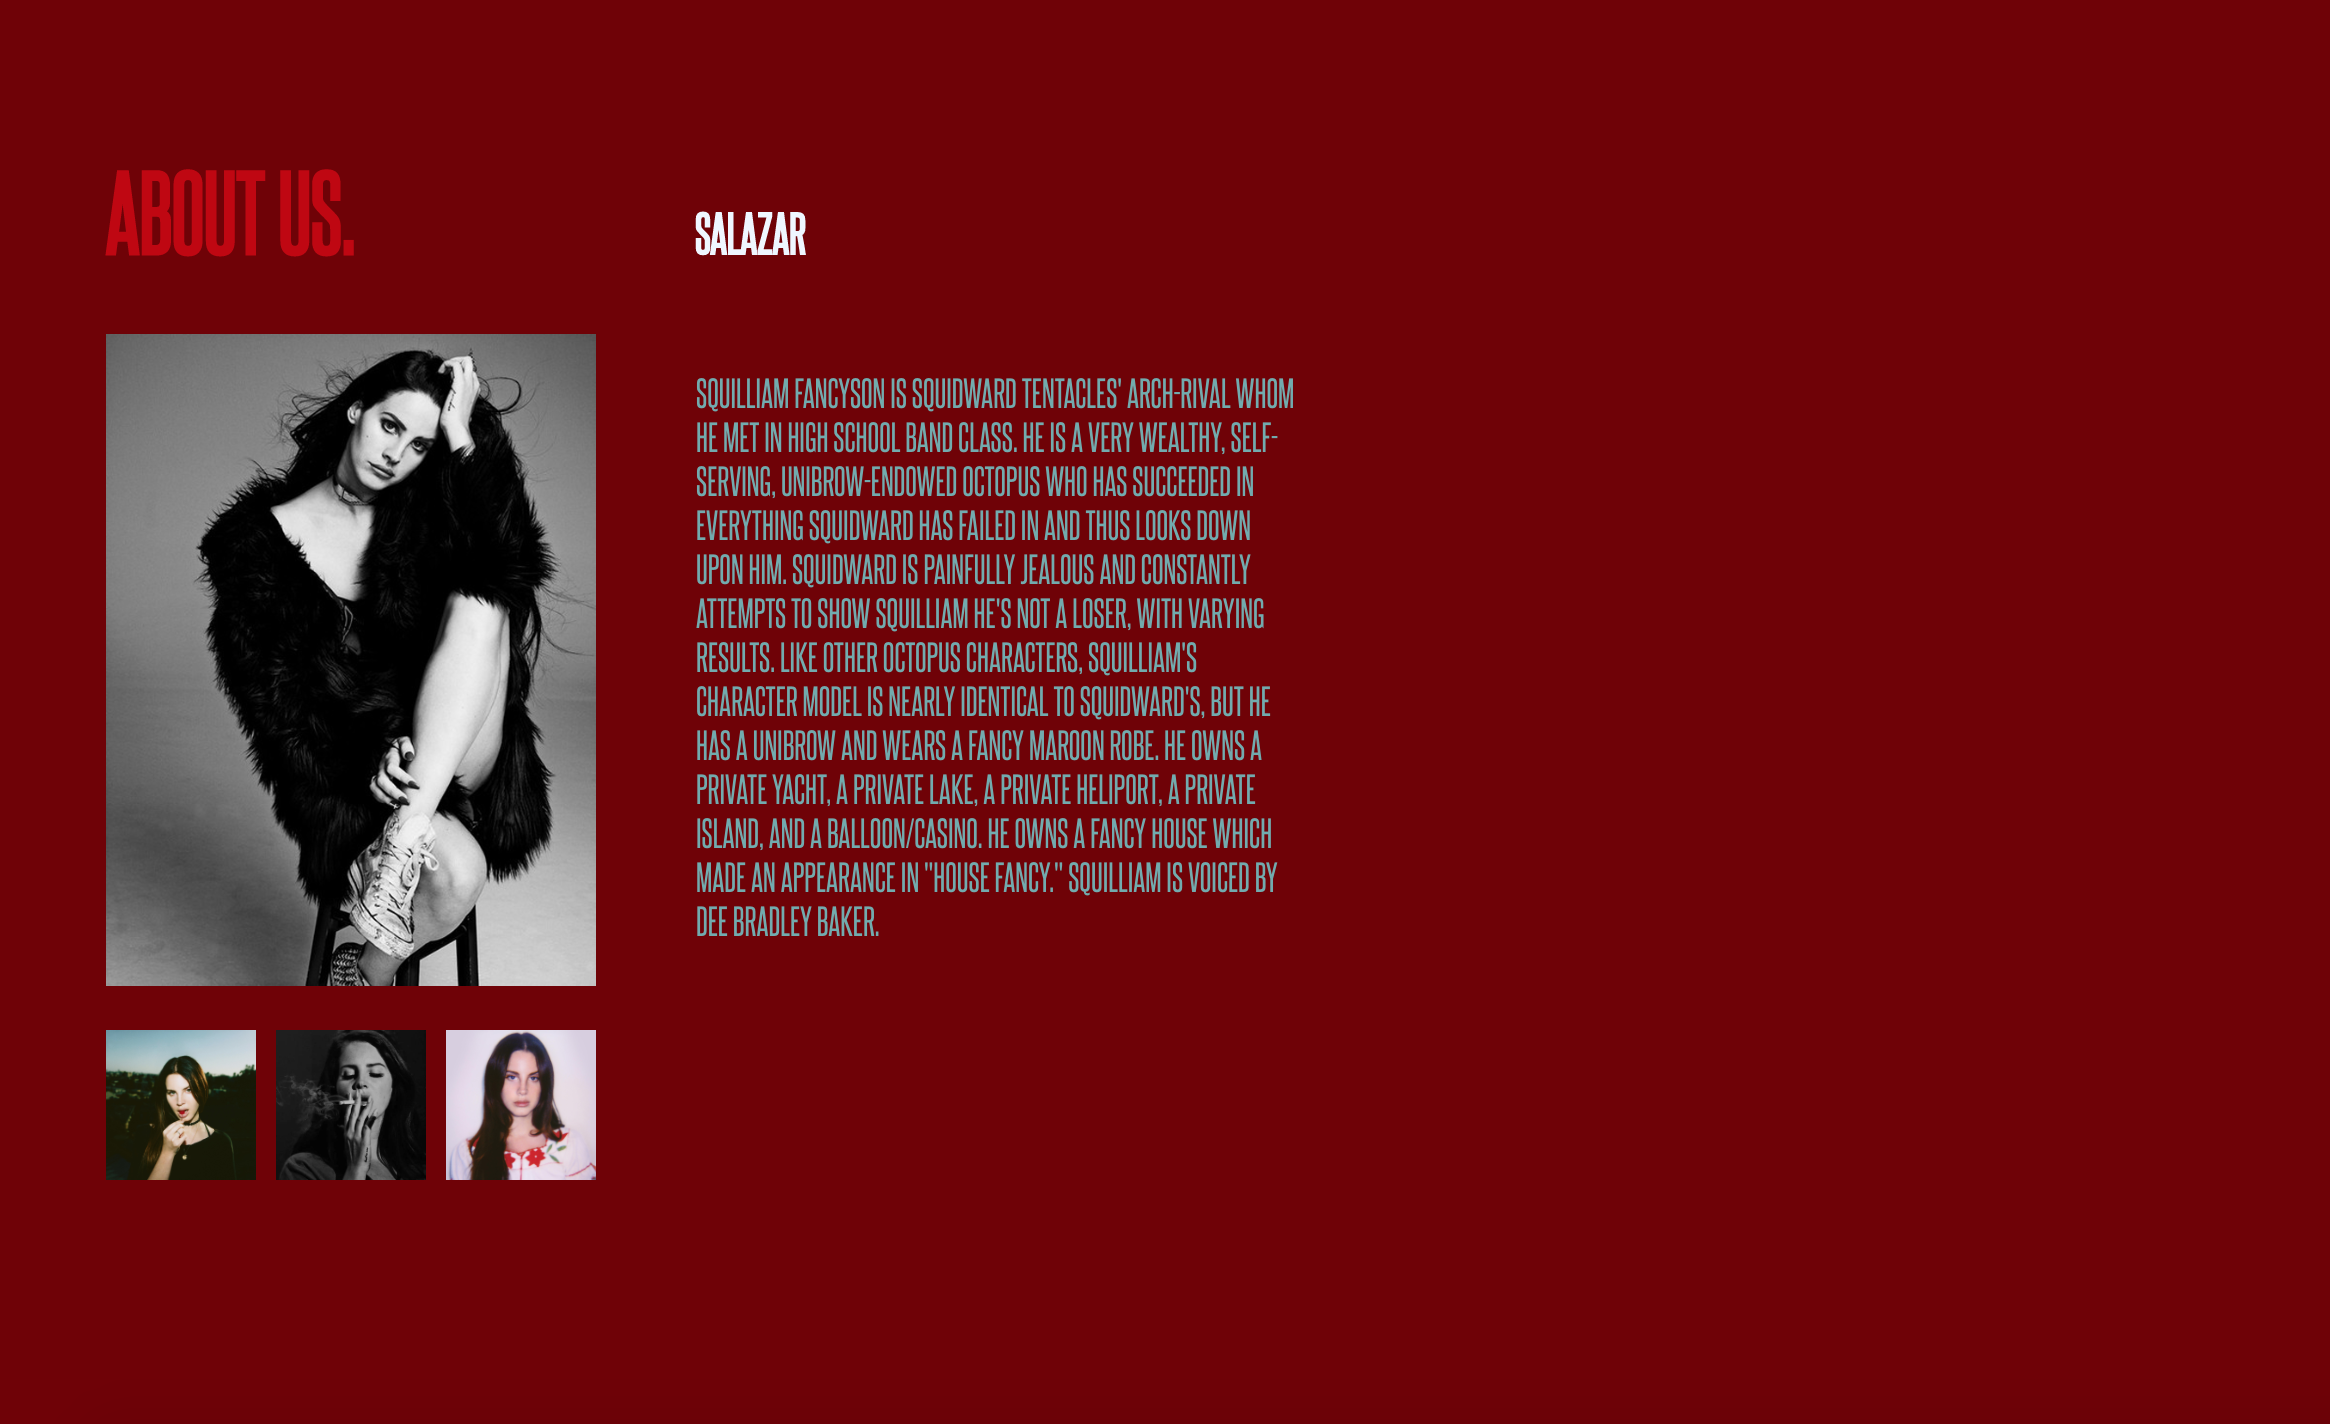 ABOUT US.
SALAZAR
SQUILLIAM FANCYSON IS SQUIDWARD TENTACLES' ARCH-RIVAL WHOM
HE MET IN HIGH SCHOOL BAND CLASS. HE IS A VERY WEALTHY, SELF-
SERVING, UNIBROW-ENDOWED OCTOPUS WHO HAS SUCCEEDED IN
EVERYTHING SQUIDWARD HAS FAILED IN AND THUS LOOKS DOWN
UPON HIM. SQUIDWARD IS PAINFULLY JEALOUS AND CONSTANTLY
ATTEMPTS TO SHOW SQUILLIAM HE'S NOT A LOSER, WITH VARYING
RESULTS. LIKE OTHER OCTOPUS CHARACTERS, SQUILLIAM'S
CHARACTER MODEL IS NEARLY IDENTICAL TO SQUIDWARD'S, BUT HE
HAS A UNIBROW AND WEARS A FANCY MAROON ROBE. HE OWNS A
PRIVATE YACHT, A PRIVATE LAKE, A PRIVATE HELIPORT, A PRIVATE
ISLAND, AND A BALLOON/CASINO. HE OWNS A FANCY HOUSE WHICH
MADE AN APPEARANCE IN "HOUSE FANCY." SQUILLIAM IS VOICED BY
DEE BRADLEY BAKER.